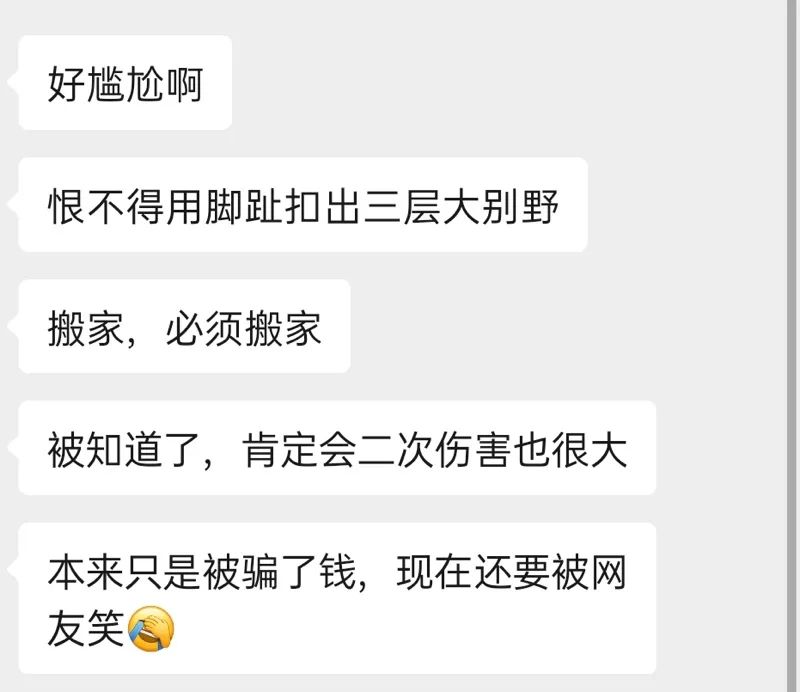 好尴尬啊
恨不得用脚趾扣出三层大别野
搬家，必须搬家
被知道了，肯定会二次伤害也很大
本来只是被骗了钱，现在还要被网
友笑🤦